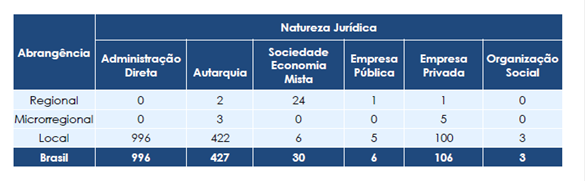 Abrangência Natureza Jurídica
Administração Direta Autarquia Sociedade Economia Mista Empresa Pública Empresa Privada Organização Social
Regional 0 2 24 1 1 0
Microrregional 0 3 0 0 5 0
Local 996 422 6 5 100 3
Brasil 996 427 30 6 106 3